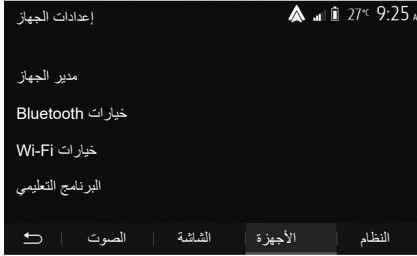 إعدادات الجهاز
27°C 9:25
مدير الجهاز
خيارات Bluetooth
خيارات Wi-Fi
البرنامج التعليمي
النظام الأجهزة الشاشة الصوت